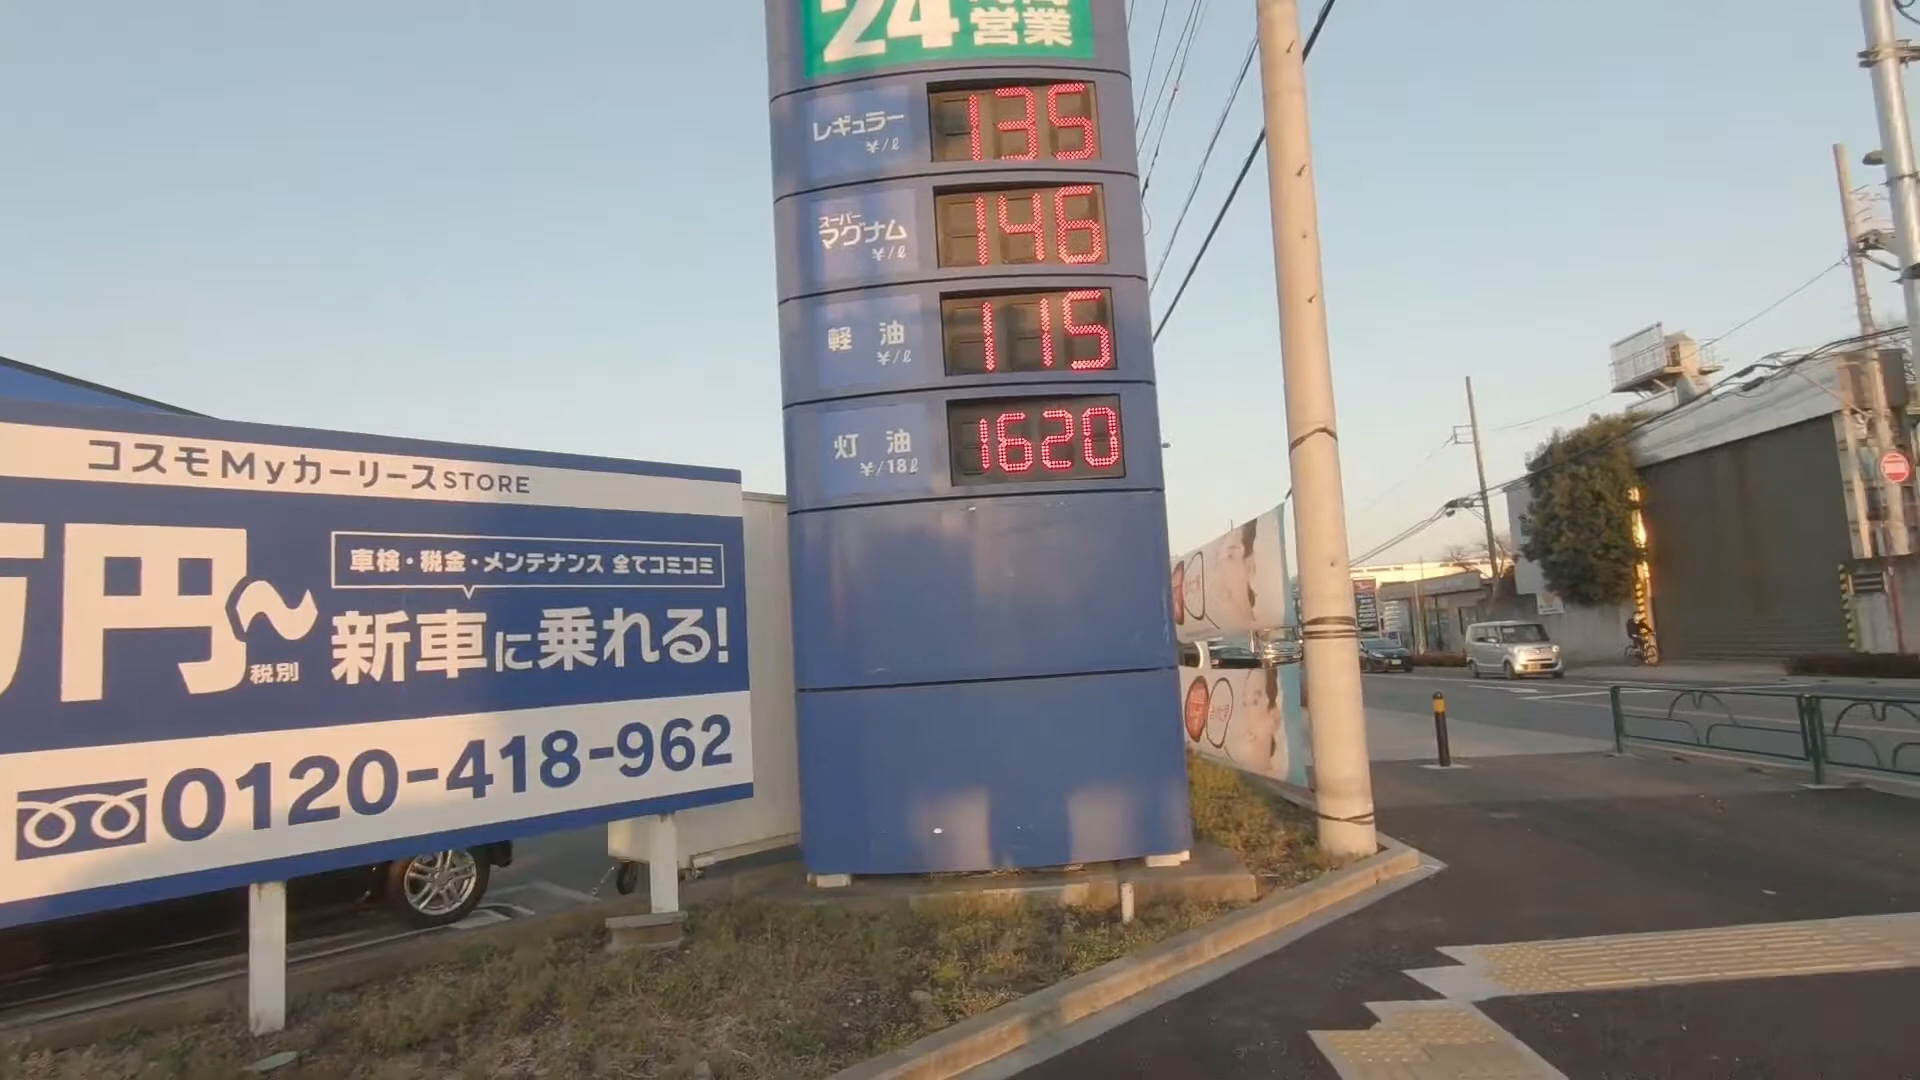 24
営業
レギュラー
¥/ℓ
135
スーパー
マグナム
¥/ℓ
146
軽油
¥/ℓ
115
灯油
¥/18ℓ
1620
コスモMyカーリースSTORE
円~
税別
車検・税金・メンテナンス 全てコミコミ
新車に乗れる!
0120-418-962